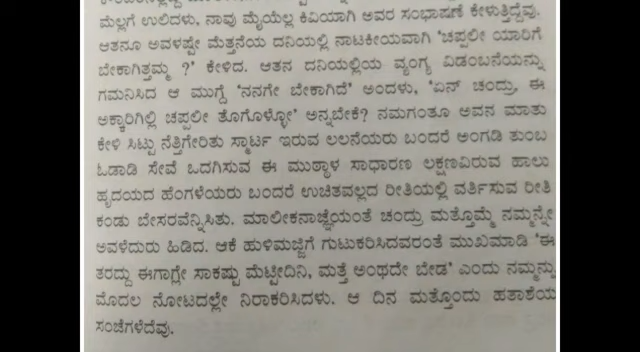 ಮೆಲ್ಲಗೆ ಉಲಿದಳು, ನಾವು ಮೈಯೆಲ್ಲ ಕಿವಿಯಾಗಿ ಅವರ ಸಂಭಾಷಣೆ ಕೇಳುತ್ತಿದ್ದೆವು.
ಆತನೂ ಅವಳಷ್ಟೇ ಮೆತ್ತನೆಯ ದನಿಯಲ್ಲಿ ನಾಟಕೀಯವಾಗಿ 'ಚಪ್ಪಲೀ ಯಾರಿಗೆ
ಬೇಕಾಗಿತ್ತಮ್ಮ ?' ಕೇಳಿದ. ಆತನ ದನಿಯಲ್ಲಿಯ ವ್ಯಂಗ್ಯ ವಿಡಂಬನೆಯನ್ನು
ಗಮನಿಸಿದ ಆ ಮುಗ್ಧೆ 'ನನಗೇ ಬೇಕಾಗಿದೆ' ಅಂದಳು, 'ಏನ್ ಚಂದ್ರು, ಈ
ಅಕ್ಕಾರಿಗಿಲ್ಲಿ ಚಪ್ಪಲೀ ತೊಗೊಳ್ಳೋ' ಅನ್ನಬೇಕೆ? ನಮಗಂತೂ ಅವನ ಮಾತು
ಕೇಳಿ ಸಿಟ್ಟು ನೆತ್ತಿಗೇರಿತು ಸ್ಮಾರ್ಟ ಇರುವ ಲಲನೆಯರು ಬಂದರೆ ಅಂಗಡಿ ತುಂಬ
ಓಡಾಡಿ ಸೇವೆ ಒದಗಿಸುವ ಈ ಮುಠ್ಠಾಳ ಸಾಧಾರಣ ಲಕ್ಷಣವಿರುವ ಹಾಲು
ಹೃದಯದ ಹೆಂಗಳೆಯರು ಬಂದರೆ ಉಚಿತವಲ್ಲದ ರೀತಿಯಲ್ಲಿ ವರ್ತಿಸುವ ರೀತಿ
ಕಂಡು ಬೇಸರವೆನ್ನಿಸಿತು. ಮಾಲೀಕನಾಜ್ಞೆಯಂತೆ ಚಂದ್ರು ಮತ್ತೊಮ್ಮೆ ನಮ್ಮನ್ನೇ
ಅವಳೆದುರು ಹಿಡಿದ. ಆಕೆ ಹುಳಿಮಜ್ಜಿಗೆ ಗುಟುಕರಿಸಿದವರಂತೆ ಮುಖಮಾಡಿ 'ಈ
ತರದ್ದು ಈಗಾಗ್ಲೇ ಸಾಕಷ್ಟು ಮೆಟ್ಟೀದಿನಿ, ಮತ್ತೆ ಅಂಥದೇ ಬೇಡ' ಎಂದು ನಮ್ಮನ್ನು
ಮೊದಲ ನೋಟದಲ್ಲೇ ನಿರಾಕರಿಸಿದಳು. ಆ ದಿನ ಮತ್ತೊಂದು ಹತಾಶೆಯ
ಸಂಜೆಗಳೆದೆವು.